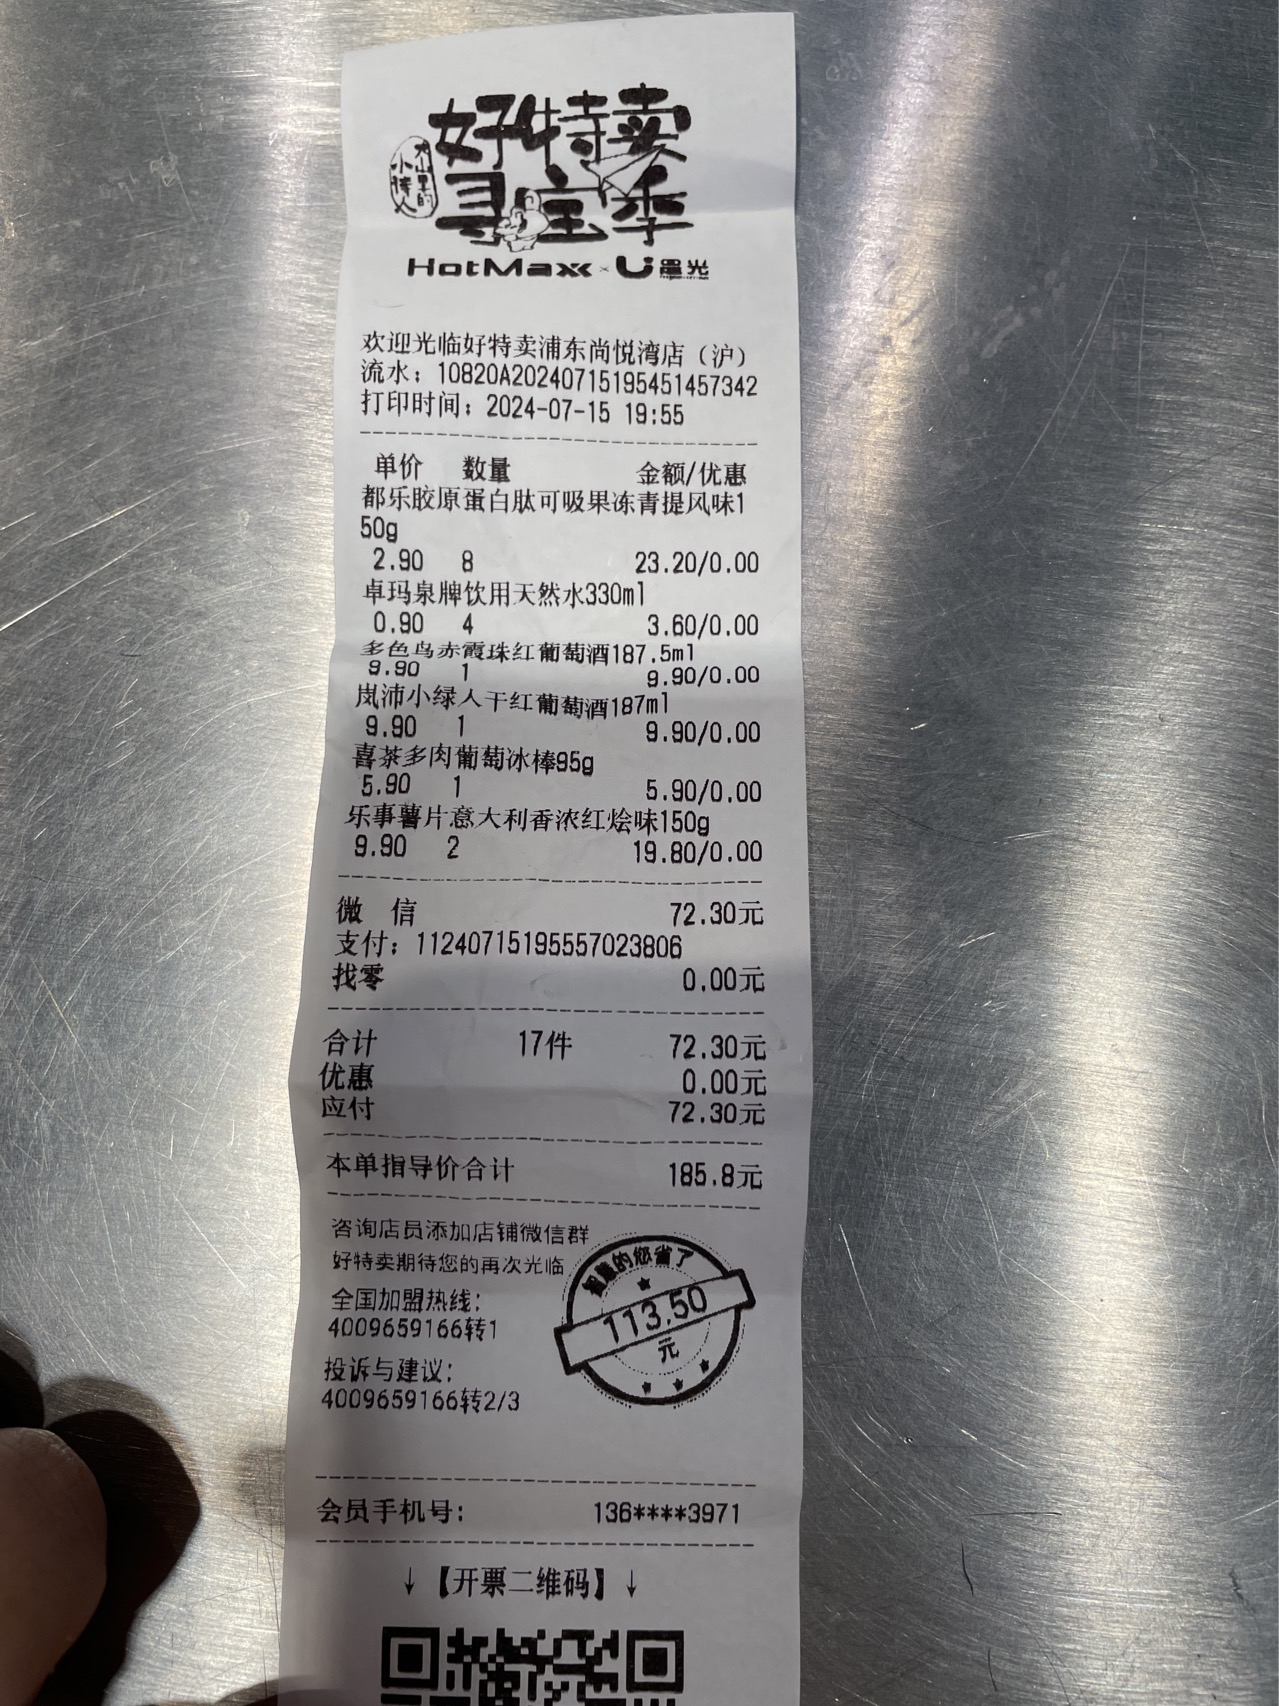 好特卖
寻宝季
大山里的
小诗人
HotMaxx × U 星光
欢迎光临好特卖浦东尚悦湾店（沪）
流水：10820A20240715195451457342
打印时间：2024-07-15 19:55
单价 数量 金额/优惠
都乐胶原蛋白肽可吸果冻青提风味1
50g
2.90 8 23.20/0.00
卓玛泉牌饮用天然水330ml
0.90 4 3.60/0.00
多色鸟赤霞珠红葡萄酒187.5ml
9.90 1 9.90/0.00
岚沛小绿人干红葡萄酒187ml
9.90 1 9.90/0.00
喜茶多肉葡萄冰棒95g
5.90 1 5.90/0.00
乐事薯片意大利香浓红烩味150g
9.90 2 19.80/0.00
微 信 72.30元
支付：11240715195557023806
找零 0.00元
合计 17件 72.30元
优惠 0.00元
应付 72.30元
本单指导价合计 185.8元
咨询店员添加店铺微信群
好特卖期待您的再次光临
全国加盟热线：
4009659166转1
投诉与建议：
4009659166转2/3
的您省了
113.50
元
会员手机号： 136****3971
↓【开票二维码】↓